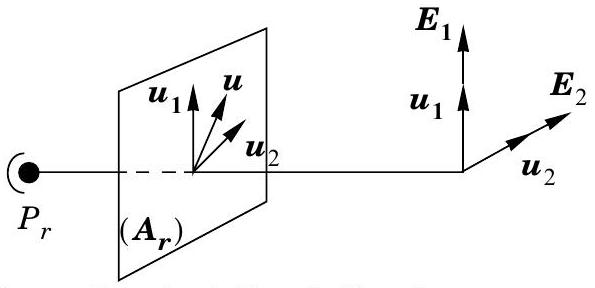 E₁
u₁
u
u₂
u₁
E₂
u₂
Pᵣ
(Aᵣ)